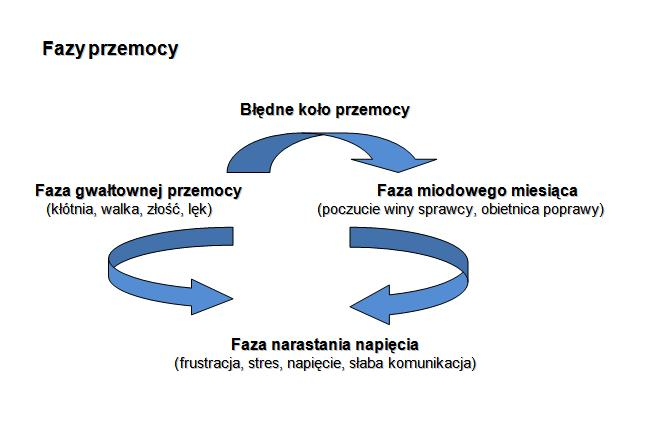 Fazy przemocy
Błędne koło przemocy
Faza gwałtownej przemocy
(kłótnia, walka, złość, lęk)
Faza miodowego miesiąca
(poczucie winy sprawcy, obietnica poprawy)
Faza narastania napięcia
(frustracja, stres, napięcie, słaba komunikacja)